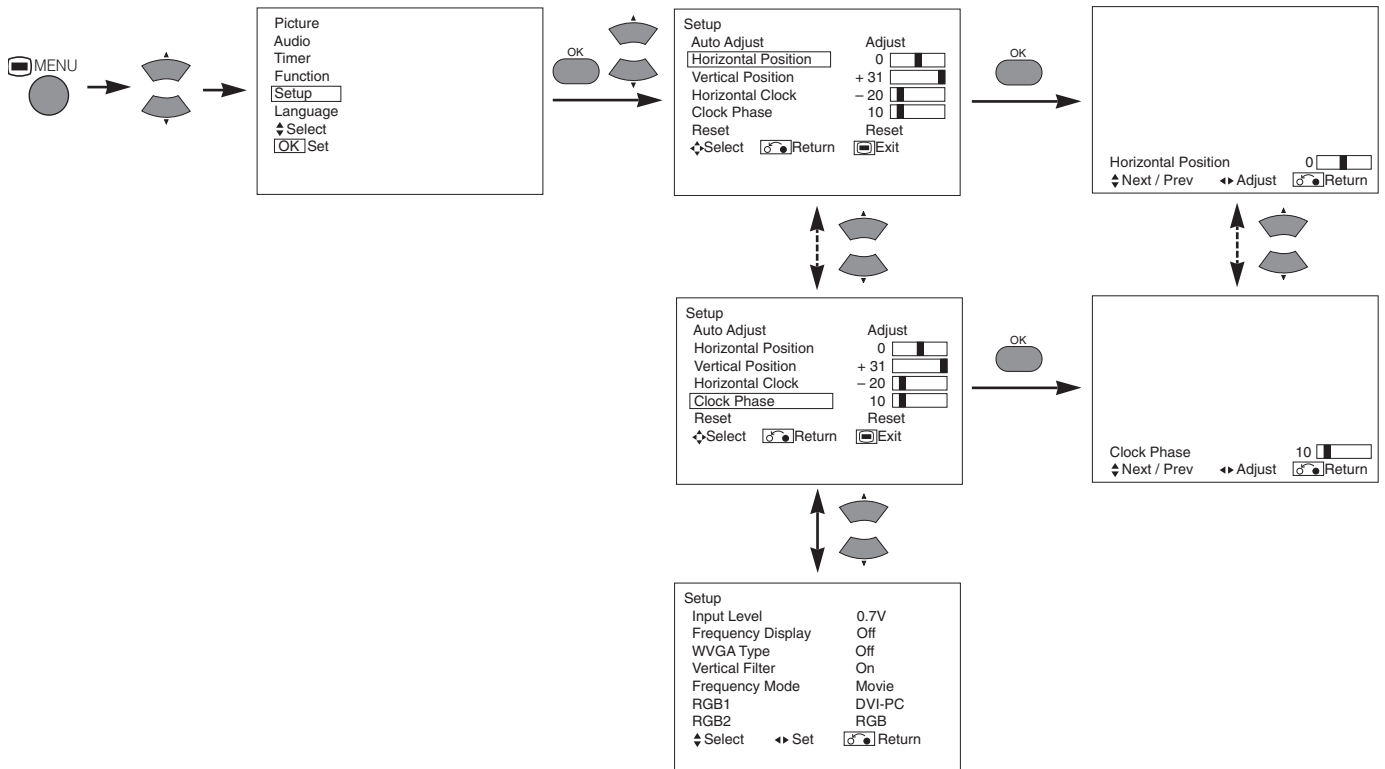 MENU
Picture
Audio
Timer
Function
Setup
Language
Select
OK Set
OK
Setup
Auto Adjust Adjust
Horizontal Position 0
Vertical Position + 31
Horizontal Clock – 20
Clock Phase 10
Reset Reset
Select Return Exit
OK
Horizontal Position 0
Next / Prev Adjust Return
Setup
Auto Adjust Adjust
Horizontal Position 0
Vertical Position + 31
Horizontal Clock – 20
Clock Phase 10
Reset Reset
Select Return Exit
OK
Clock Phase 10
Next / Prev Adjust Return
Setup
Input Level 0.7V
Frequency Display Off
WVGA Type Off
Vertical Filter On
Frequency Mode Movie
RGB1 DVI-PC
RGB2 RGB
Select Set Return